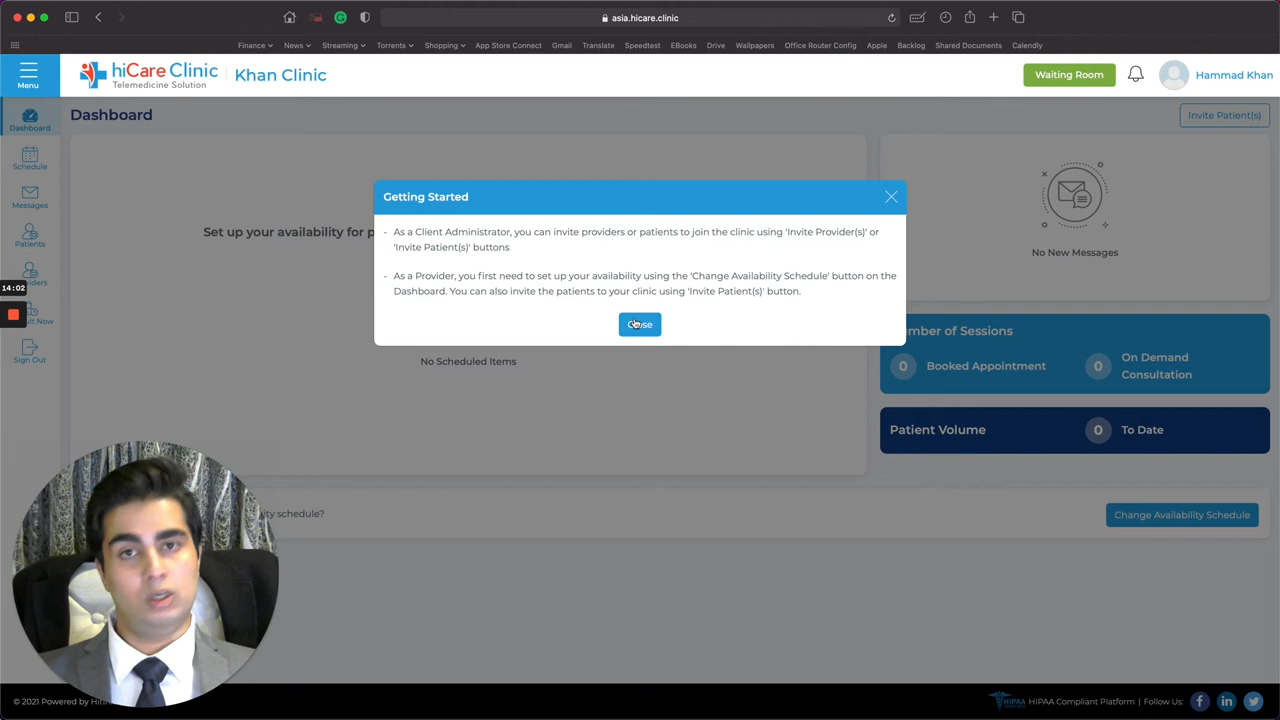 asia.hicare.clinic
Finance News Streaming Torrents Shopping App Store Connect Gmail Translate Speedtest EBooks Drive Wallpapers Office Router Config Apple Backlog Shared Documents Calendly
Menu
hiCare Clinic
Telemedicine Solution
Khan Clinic
Waiting Room
Hammad Khan
Dashboard
Dashboard
Invite Patient(s)
Schedule
Messages
Patients
14:02
Sign Out
Set up your availability for p
Getting Started
- As a Client Administrator, you can invite providers or patients to join the clinic using 'Invite Provider(s)' or
'Invite Patient(s)' buttons
- As a Provider, you first need to set up your availability using the 'Change Availability Schedule' button on the
Dashboard. You can also invite the patients to your clinic using 'Invite Patient(s)' button.
Close
No Scheduled Items
No New Messages
Number of Sessions
0 Booked Appointment
0 On Demand
Consultation
Patient Volume 0 To Date
schedule?
Change Availability Schedule
© 2021 Powered by
HIPAA HIPAA Compliant Platform | Follow Us: